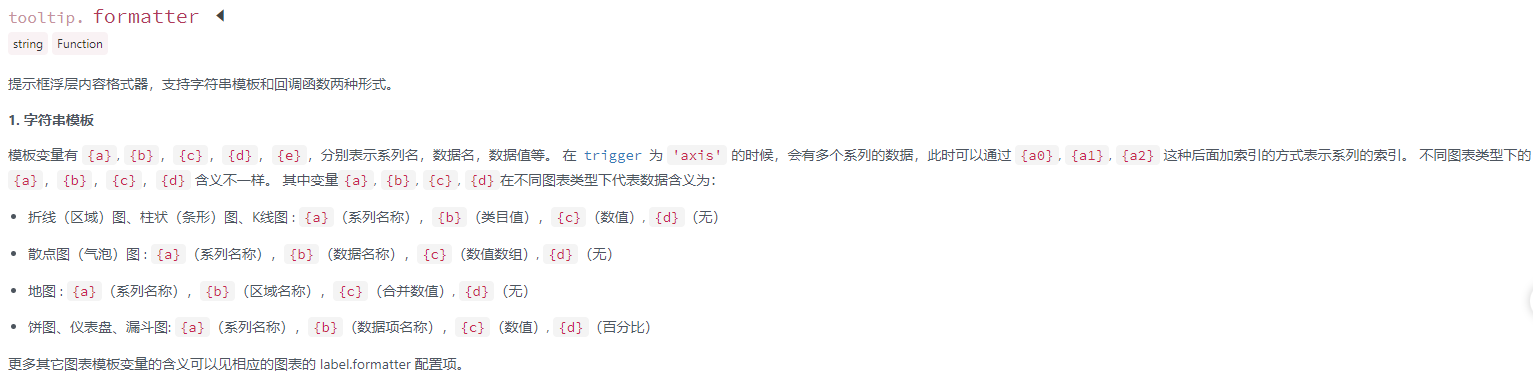 tooltip. formatter
string Function
提示框浮层内容格式器，支持字符串模板和回调函数两种形式。
1. 字符串模板
模板变量有 {a}, {b}，{c}，{d}，{e}，分别表示系列名，数据名，数据值等。 在 trigger 为 'axis' 的时候，会有多个系列的数据，此时可以通过 {a0}, {a1}, {a2} 这种后面加索引的方式表示系列的索引。 不同图表类型下的
{a}，{b}，{c}，{d} 含义不一样。 其中变量 {a}, {b}, {c}, {d} 在不同图表类型下代表数据含义为：
• 折线（区域）图、柱状（条形）图、K线图 : {a}（系列名称），{b}（类目值），{c}（数值）, {d}（无）
• 散点图（气泡）图 : {a}（系列名称），{b}（数据名称），{c}（数值数组）, {d}（无）
• 地图 : {a}（系列名称），{b}（区域名称），{c}（合并数值）, {d}（无）
• 饼图、仪表盘、漏斗图: {a}（系列名称），{b}（数据项名称），{c}（数值）, {d}（百分比）
更多其它图表模板变量的含义可以见相应的图表的 label.formatter 配置项。